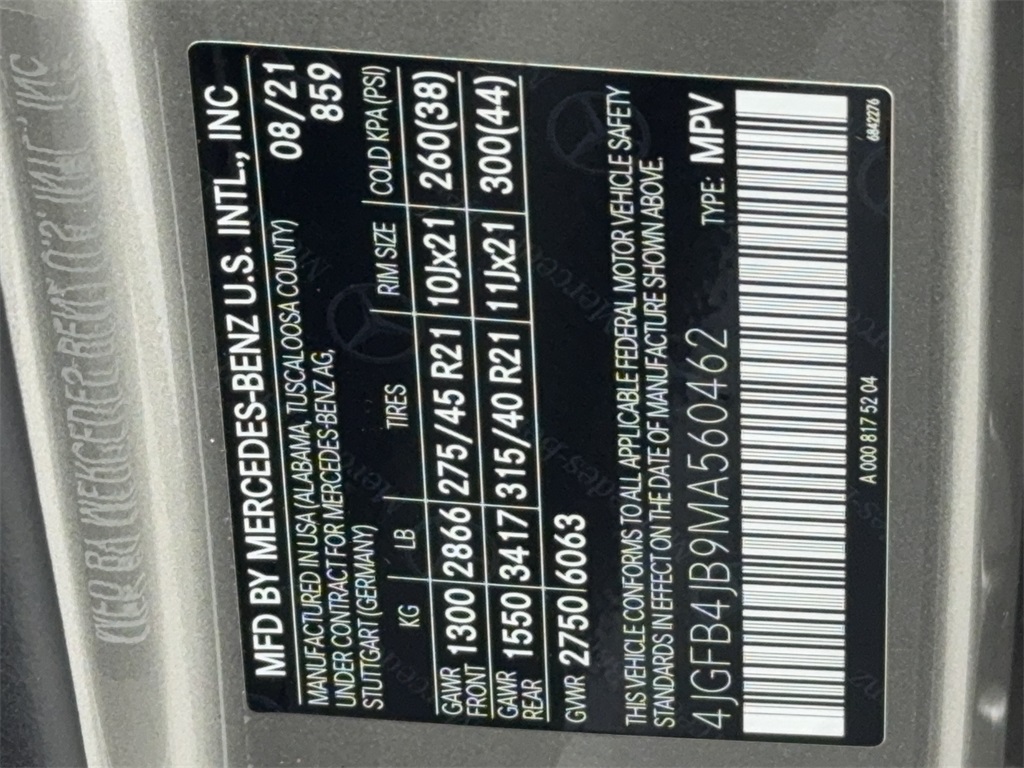 MFD BY MERCEDES-BENZ U.S. INTL., INC
MANUFACTURED IN USA (ALABAMA, TUSCALOOSA COUNTY) 08/21
UNDER CONTRACT FOR MERCEDES-BENZ AG, 859
STUTTGART (GERMANY)
KG LB TIRES RIM SIZE COLD KPA (PSI)
GAWR FRONT 1300 2866 275/45 R21 10Jx21 260(38)
GAWR REAR 1550 3417 315/40 R21 11Jx21 300(44)
GVWR 2750 6063
THIS VEHICLE CONFORMS TO ALL APPLICABLE FEDERAL MOTOR VEHICLE SAFETY
STANDARDS IN EFFECT ON THE DATE OF MANUFACTURE SHOWN ABOVE.
4JGFB4JB9MA560462 TYPE: MPV
A 000 817 52 04 6842276